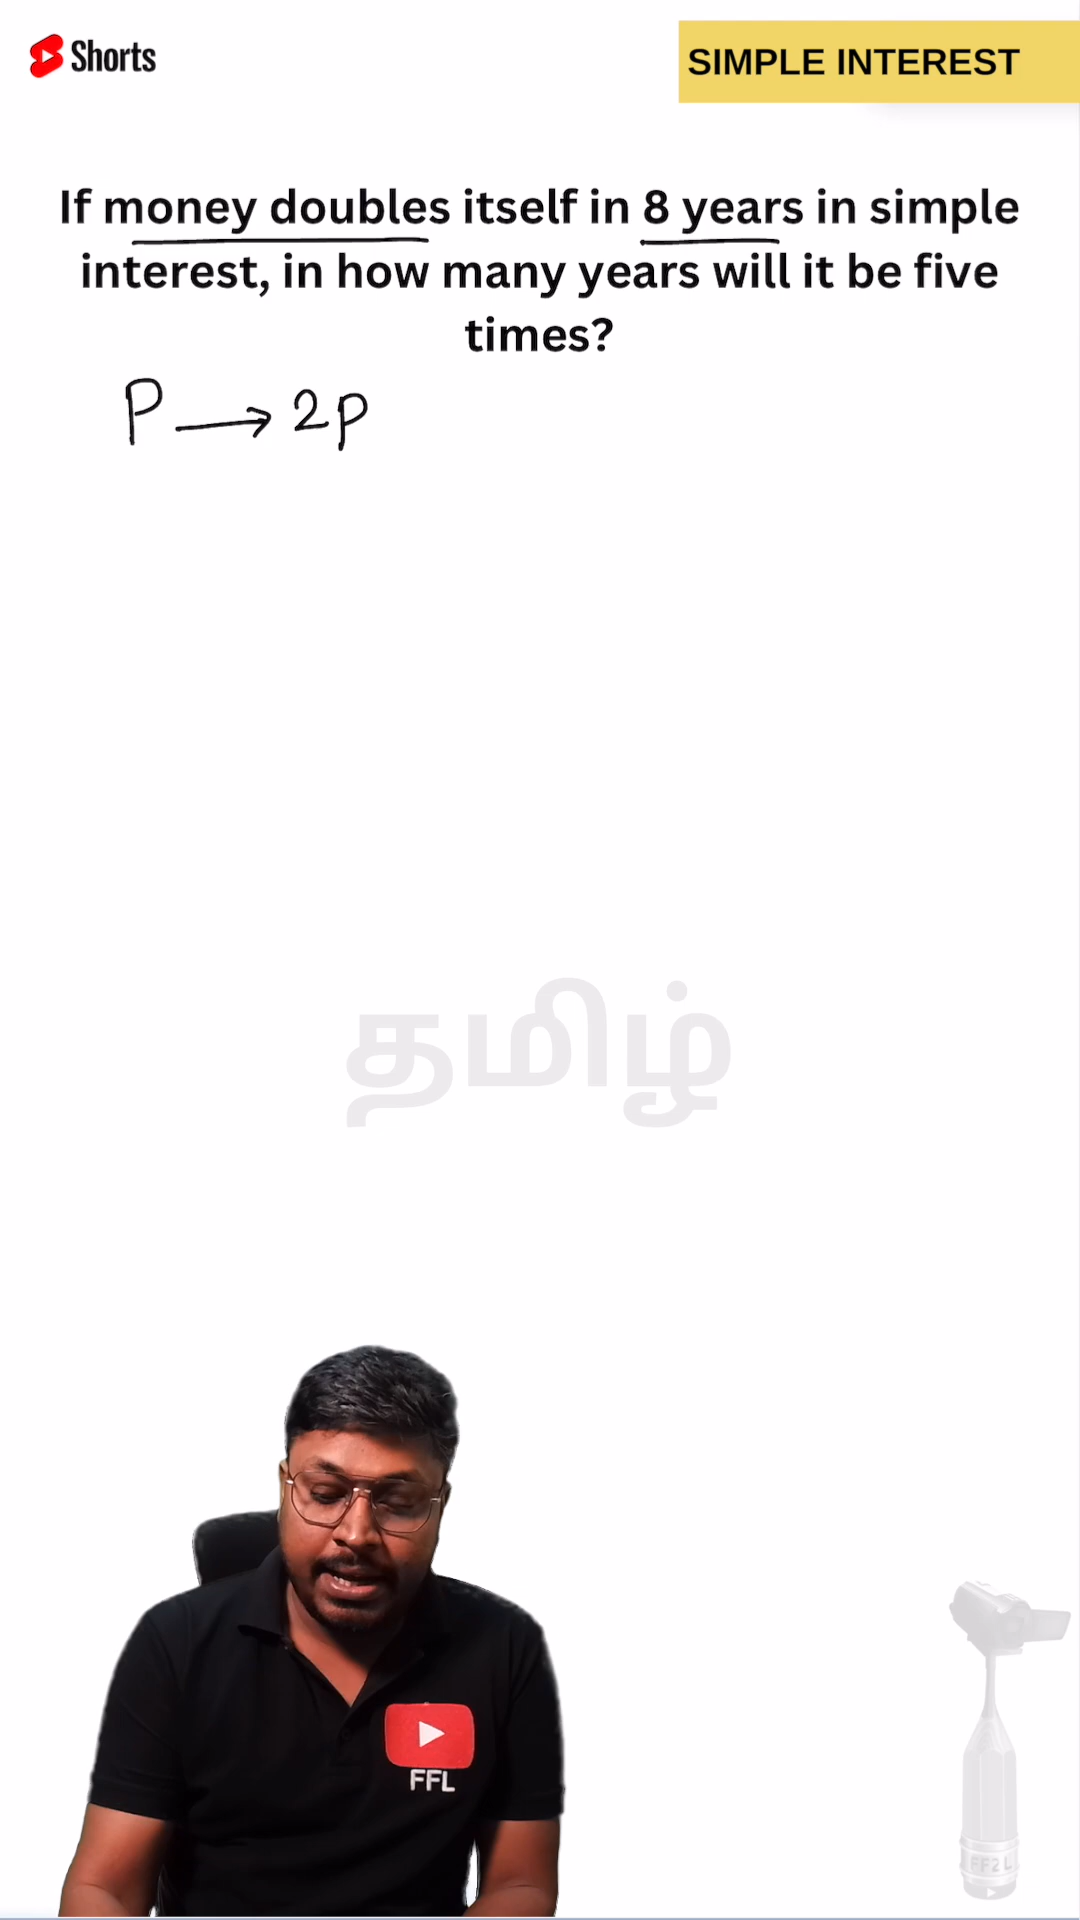 Shorts
SIMPLE INTEREST
If money doubles itself in 8 years in simple
interest, in how many years will it be five
times?
P → 2P
தமிழ்
FFL
FF2 L